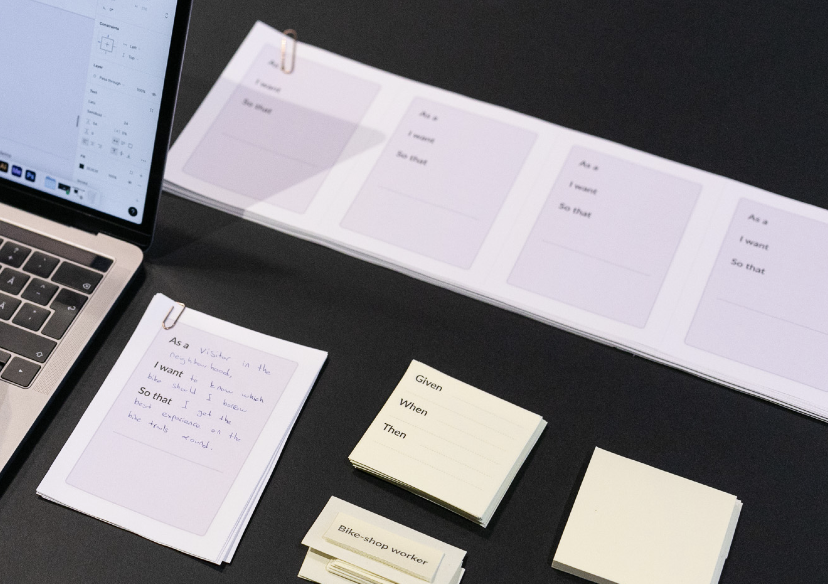 As
I want
So that
As a
I want
So that
As a
I want
So that
As a
I want
So that
As a visitor in the
neighborhood,
I want to know which
bike should I borrow
So that I get the
best experience on the
bike trails around.
Given
When
Then
Bike-shop worker